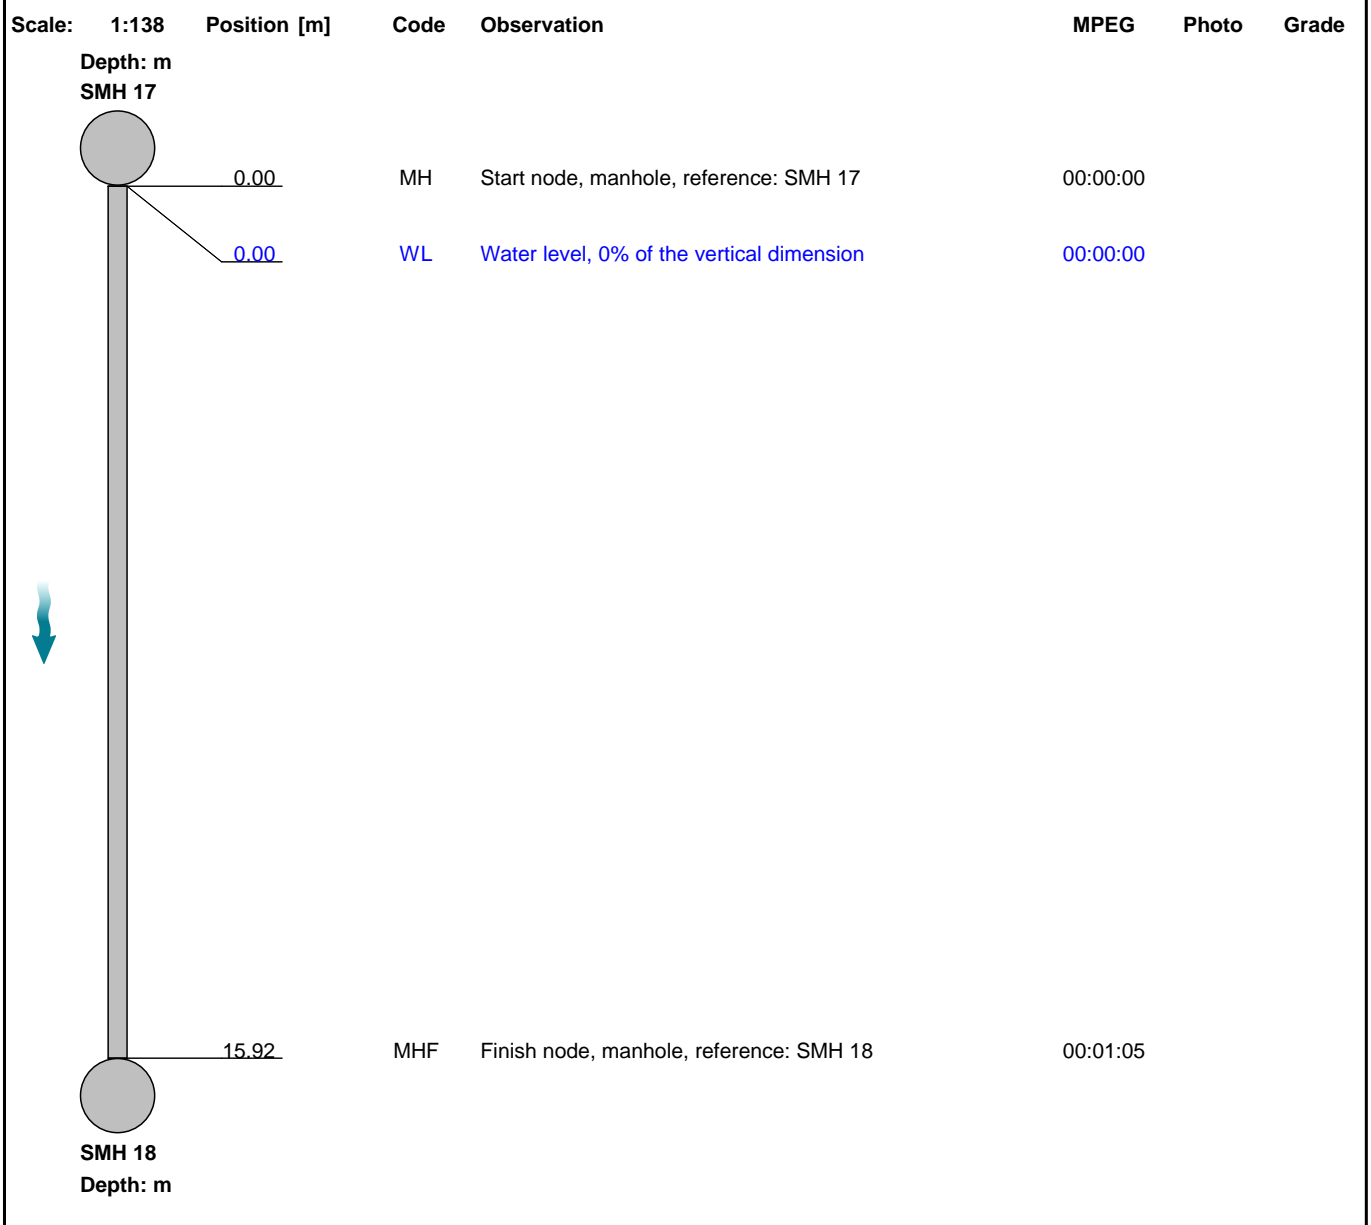 Scale: 1:138 Position [m] Code Observation MPEG Photo Grade
Depth: m
SMH 17
0.00 MH Start node, manhole, reference: SMH 17 00:00:00
0.00 WL Water level, 0% of the vertical dimension 00:00:00
15.92 MHF Finish node, manhole, reference: SMH 18 00:01:05
SMH 18
Depth: m